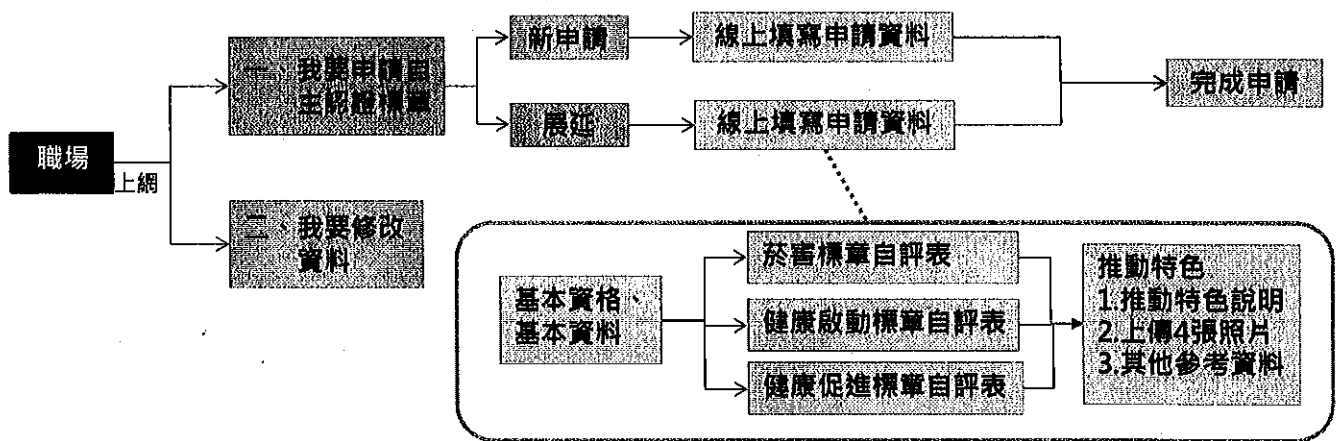 職場
上網
一、我要申請自
主認證標章
二、我要修改
資料
新申請
線上填寫申請資料
展延
線上填寫申請資料
完成申請
基本資格、
基本資料
菸害標章自評表
健康啟動標章自評表
健康促進標章自評表
推動特色
1.推動特色說明
2.上傳4張照片
3.其他參考資料